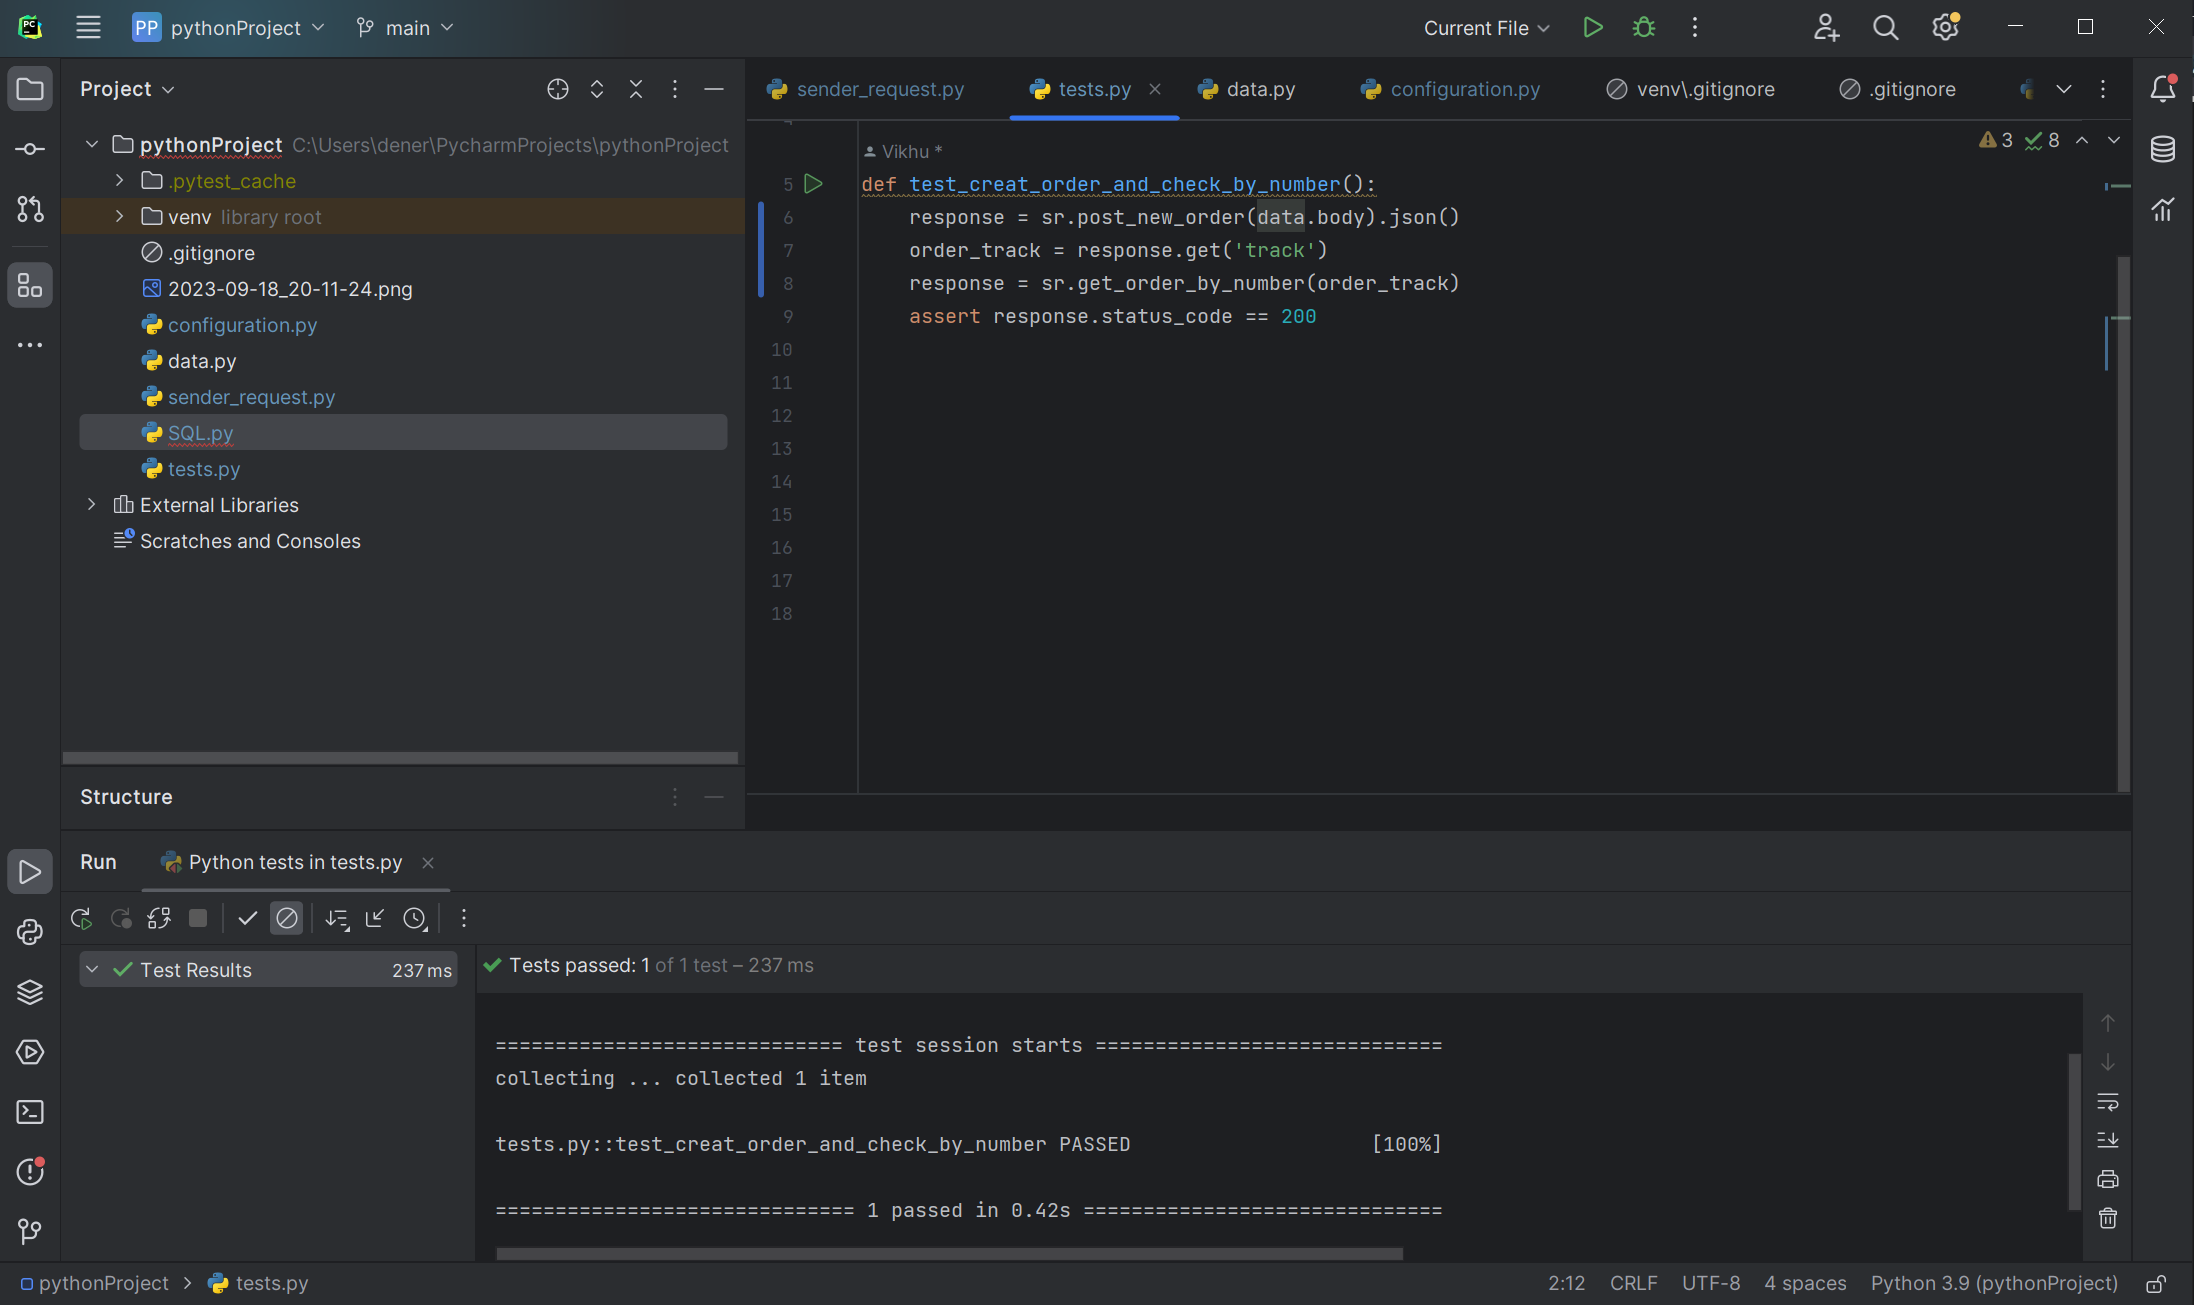 PC
PP pythonProject main Current File
Project
sender_request.py tests.py data.py configuration.py venv\.gitignore .gitignore
pythonProject C:\Users\dener\PycharmProjects\pythonProject
.pytest_cache
venv library root
.gitignore
2023-09-18_20-11-24.png
configuration.py
data.py
sender_request.py
SQL.py
tests.py
External Libraries
Scratches and Consoles
3 8
Vikhu *
5 def test_creat_order_and_check_by_number():
6 response = sr.post_new_order(data.body).json()
7 order_track = response.get('track')
8 response = sr.get_order_by_number(order_track)
9 assert response.status_code == 200
10
11
12
13
14
15
16
17
18
Structure
Run Python tests in tests.py
Test Results 237 ms
Tests passed: 1 of 1 test – 237 ms
============================= test session starts =============================
collecting ... collected 1 item
tests.py::test_creat_order_and_check_by_number PASSED [100%]
============================== 1 passed in 0.42s ==============================
pythonProject > tests.py
2:12 CRLF UTF-8 4 spaces Python 3.9 (pythonProject)